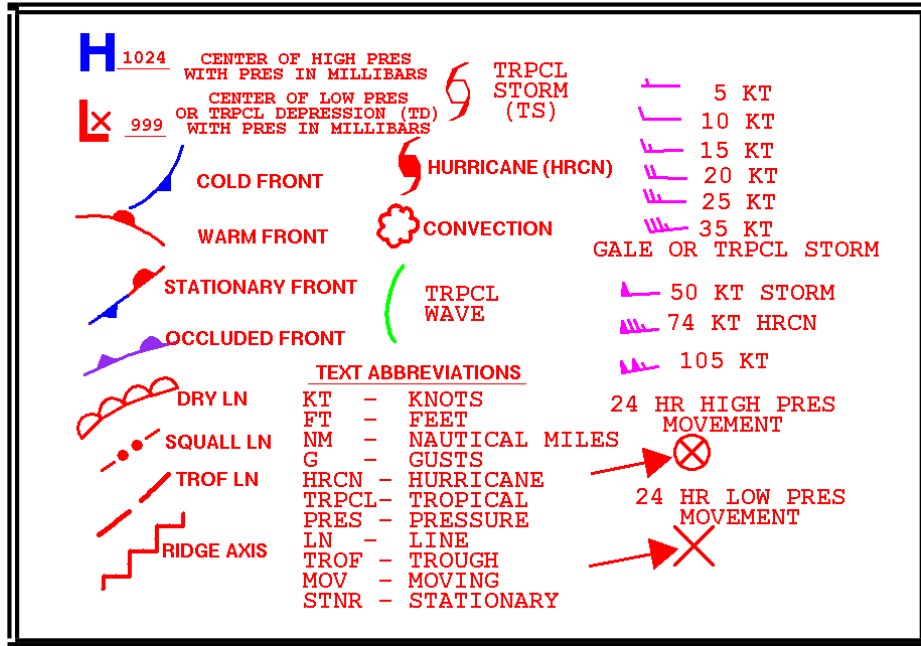 H 1024 CENTER OF HIGH PRES
WITH PRES IN MILLIBARS
L 999 CENTER OF LOW PRES
OR TRPCL DEPRESSION (TD)
WITH PRES IN MILLIBARS
COLD FRONT
WARM FRONT
STATIONARY FRONT
OCCLUDED FRONT
DRY LN
SQUALL LN
TROF LN
RIDGE AXIS
TRPCL
STORM
(TS)
HURRICANE (HRCN)
CONVECTION
TRPCL
WAVE
TEXT ABBREVIATIONS
KT - KNOTS
FT - FEET
NM - NAUTICAL MILES
G - GUSTS
HRCN - HURRICANE
TRPCL- TROPICAL
PRES - PRESSURE
LN - LINE
TROF - TROUGH
MOV - MOVING
STNR - STATIONARY
5 KT
10 KT
15 KT
20 KT
25 KT
35 KT
GALE OR TRPCL STORM
50 KT STORM
74 KT HRCN
105 KT
24 HR HIGH PRES
MOVEMENT
24 HR LOW PRES
MOVEMENT